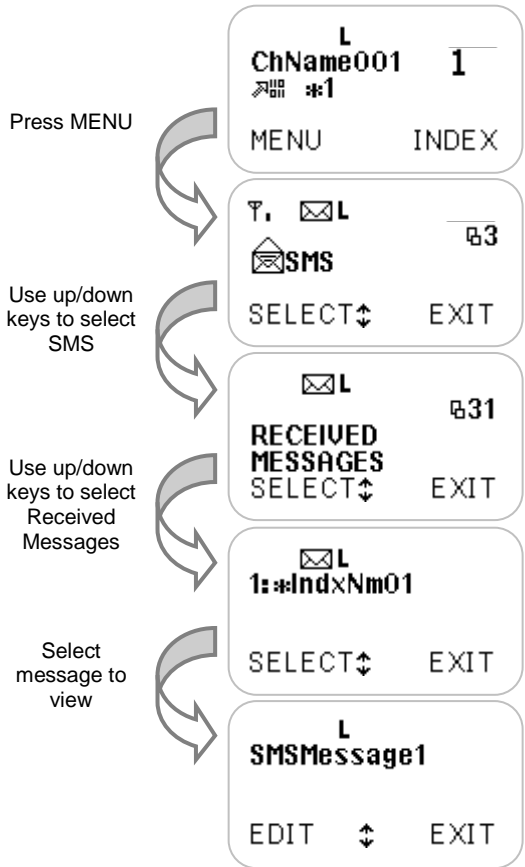 L
ChName001 1
*1
MENU INDEX
Press MENU
L
3
SMS
SELECT EXIT
Use up/down
keys to select
SMS
L
31
RECEIVED
MESSAGES
SELECT EXIT
Use up/down
keys to select
Received
Messages
L
1:*IndxNm01
SELECT EXIT
Select
message to
view
L
SMSMessage1
EDIT EXIT